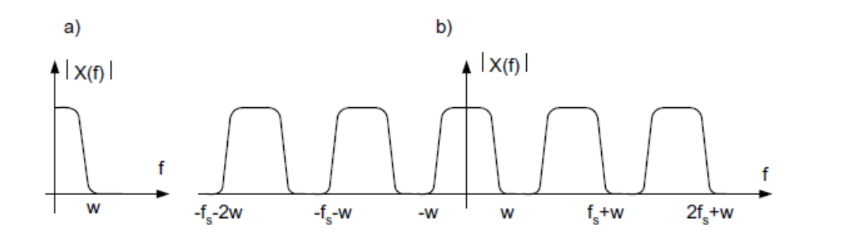 a)
|X(f)|
f
w
b)
|X(f)|
f
-fₛ-2w -fₛ-w -w w fₛ+w 2fₛ+w